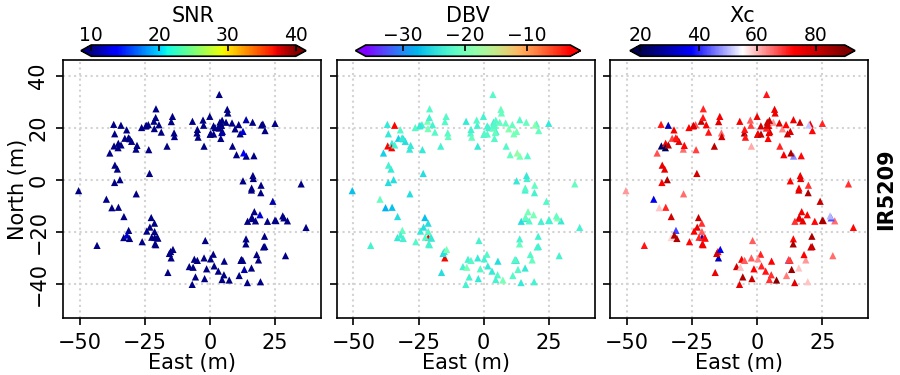 SNR DBV Xc
10 20 30 40 −30 −20 −10 20 40 60 80
40
20
0
−20
−40
North (m)
−50 −25 0 25 −50 −25 0 25 −50 −25 0 25
East (m) East (m) East (m)
IR5209